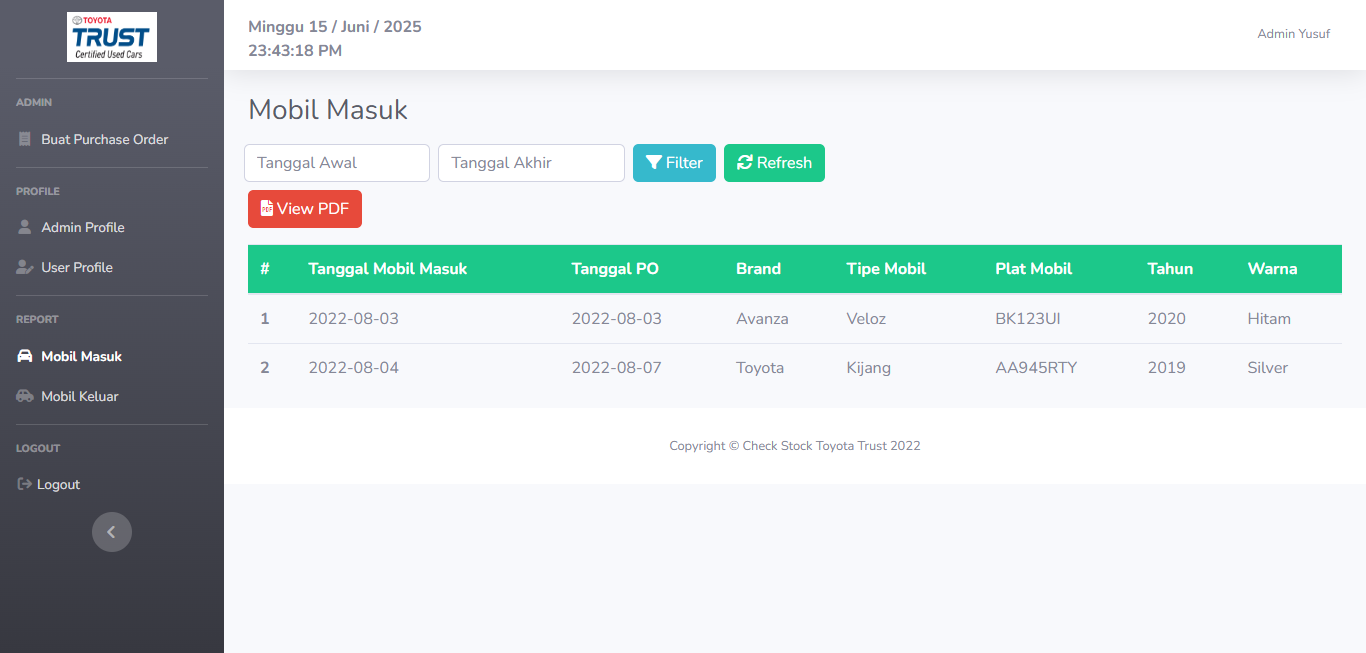 TOYOTA
TRUST
Certified Used Cars
ADMIN
Buat Purchase Order
PROFILE
Admin Profile
User Profile
REPORT
Mobil Masuk
Mobil Keluar
LOGOUT
Logout
Minggu 15 / Juni / 2025
23:43:18 PM
Admin Yusuf
Mobil Masuk
Tanggal Awal Tanggal Akhir Filter Refresh
PDF View PDF
# Tanggal Mobil Masuk Tanggal PO Brand Tipe Mobil Plat Mobil Tahun Warna
1 2022-08-03 2022-08-03 Avanza Veloz BK123UI 2020 Hitam
2 2022-08-04 2022-08-07 Toyota Kijang AA945RTY 2019 Silver
Copyright © Check Stock Toyota Trust 2022